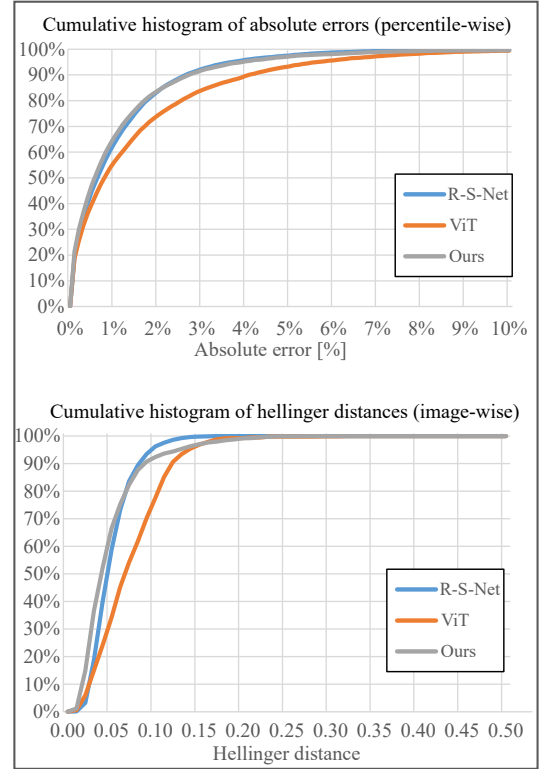 Cumulative histogram of absolute errors (percentile-wise)
100%
90%
80%
70%
60%
50%
40%
30%
20%
10%
0%
R-S-Net
ViT
Ours
0% 1% 2% 3% 4% 5% 6% 7% 8% 9% 10%
Absolute error [%]
Cumulative histogram of hellinger distances (image-wise)
100%
90%
80%
70%
60%
50%
40%
30%
20%
10%
0%
R-S-Net
ViT
Ours
0.00 0.05 0.10 0.15 0.20 0.25 0.30 0.35 0.40 0.45 0.50
Hellinger distance